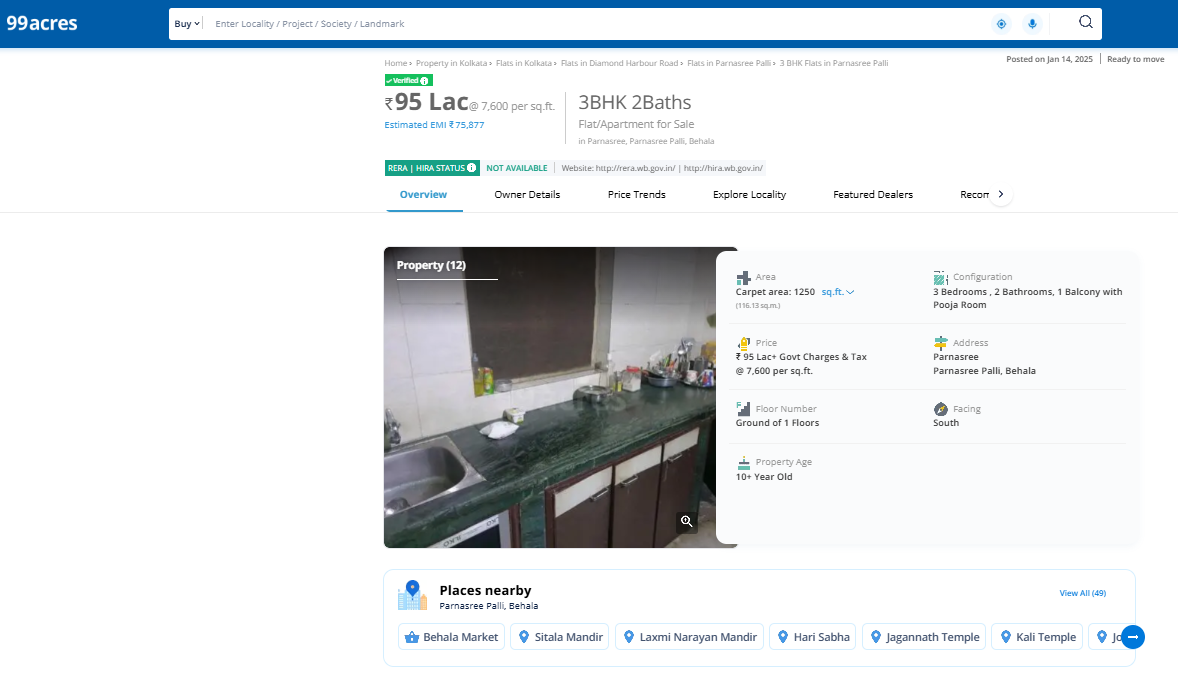 99acres
Buy
Enter Locality / Project / Society / Landmark
Home › Property in Kolkata › Flats in Kolkata › Flats in Diamond Harbour Road › Flats in Parnasree Palli › 3 BHK Flats in Parnasree Palli
Posted on Jan 14, 2025 | Ready to move
Verified
₹95 Lac @ 7,600 per sq.ft.
Estimated EMI ₹ 75,877
3BHK 2Baths
Flat/Apartment for Sale
in Parnasree, Parnasree Palli, Behala
RERA | HIRA STATUS NOT AVAILABLE | Website: http://rera.wb.gov.in/ | http://hira.wb.gov.in/
Overview Owner Details Price Trends Explore Locality Featured Dealers Recom
Property (12)
Area
Carpet area: 1250 sq.ft.
(116.13 sq.m.)
Configuration
3 Bedrooms , 2 Bathrooms, 1 Balcony with
Pooja Room
Price
₹ 95 Lac+ Govt Charges & Tax
@ 7,600 per sq.ft.
Address
Parnasree
Parnasree Palli, Behala
Floor Number
Ground of 1 Floors
Facing
South
Property Age
10+ Year Old
Places nearby
Parnasree Palli, Behala
View All (49)
Behala Market Sitala Mandir Laxmi Narayan Mandir Hari Sabha Jagannath Temple Kali Temple Jo